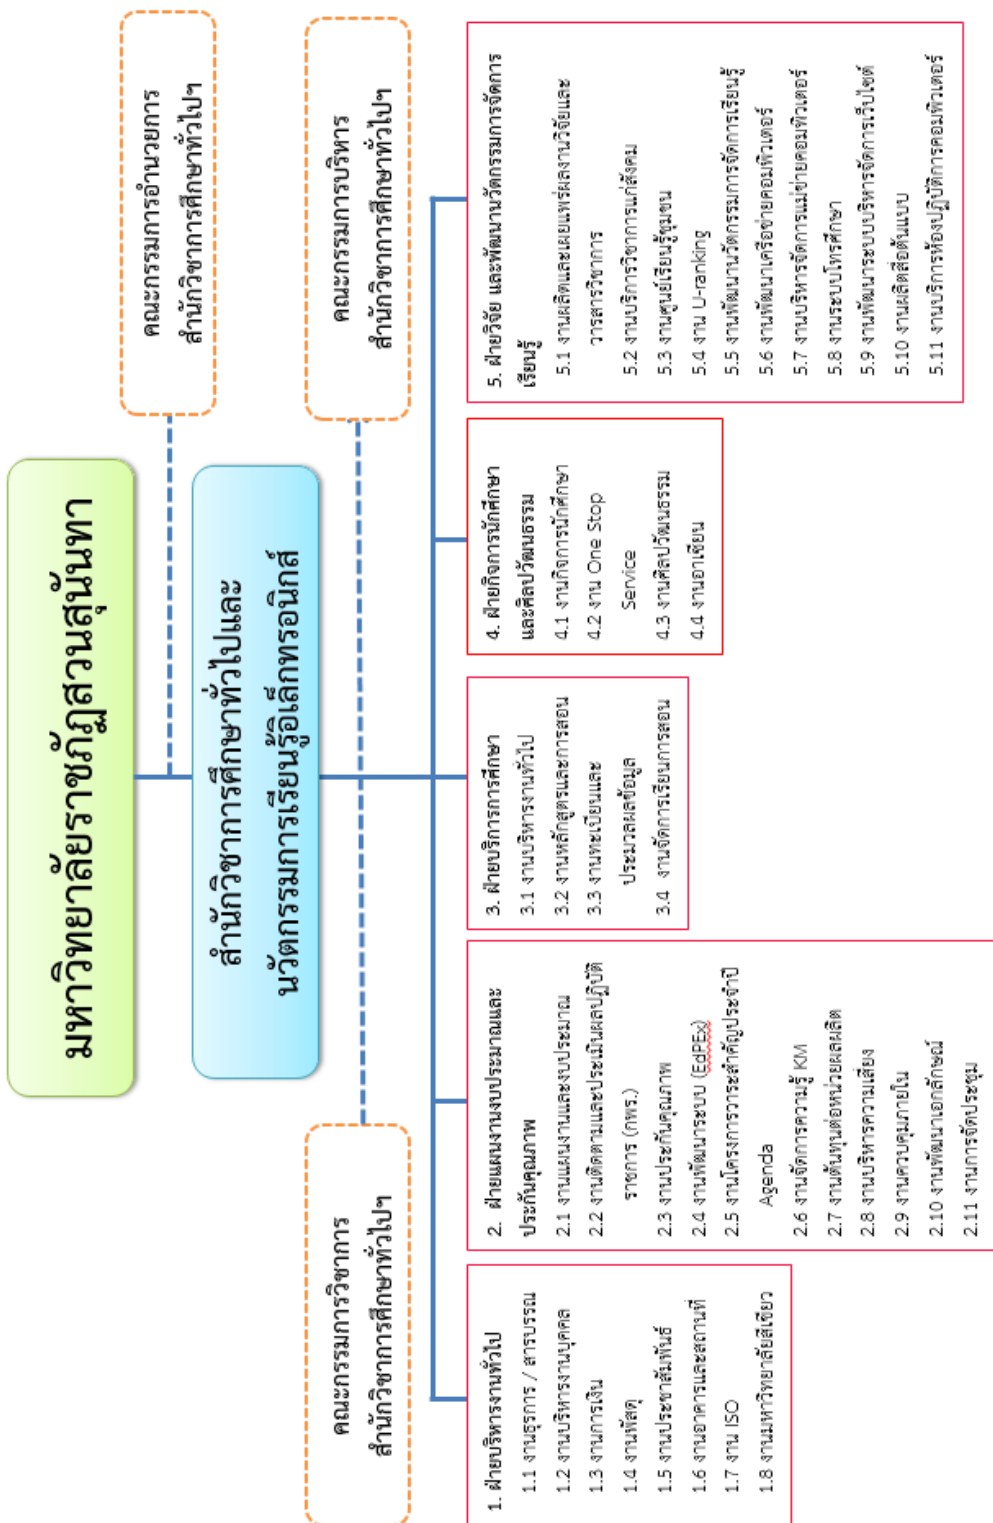 มหาวิทยาลัยราชภัฏสวนสุนันทา
คณะกรรมการอำนวยการ
สำนักวิชาการศึกษาทั่วไปฯ
สำนักวิชาการศึกษาทั่วไปและ
นวัตกรรมการเรียนรู้อิเล็กทรอนิกส์
คณะกรรมการวิชาการ
สำนักวิชาการศึกษาทั่วไปฯ
คณะกรรมการบริหาร
สำนักวิชาการศึกษาทั่วไปฯ
1. ฝ่ายบริหารงานทั่วไป
1.1 งานธุรการ / สารบรรณ
1.2 งานบริหารงานบุคคล
1.3 งานการเงิน
1.4 งานพัสดุ
1.5 งานประชาสัมพันธ์
1.6 งานอาคารและสถานที่
1.7 งาน ISO
1.8 งานมหาวิทยาลัยสีเขียว
2. ฝ่ายแผนงานงบประมาณและ
ประกันคุณภาพ
2.1 งานแผนงานและงบประมาณ
2.2 งานติดตามและประเมินผลปฏิบัติ
ราชการ (กพร.)
2.3 งานประกันคุณภาพ
2.4 งานพัฒนาระบบ (EdPEx)
2.5 งานโครงการวาระสำคัญประจำปี
Agenda
2.6 งานจัดการความรู้ KM
2.7 งานต้นทุนต่อหน่วยผลผลิต
2.8 งานบริหารความเสี่ยง
2.9 งานควบคุมภายใน
2.10 งานพัฒนาเอกลักษณ์
2.11 งานการจัดประชุม
3. ฝ่ายบริการการศึกษา
3.1 งานบริหารงานทั่วไป
3.2 งานหลักสูตรและการสอน
3.3 งานทะเบียนและ
ประมวลผลข้อมูล
3.4 งานจัดการเรียนการสอน
4. ฝ่ายกิจการนักศึกษา
และศิลปวัฒนธรรม
4.1 งานกิจการนักศึกษา
4.2 งาน One Stop
Service
4.3 งานศิลปวัฒนธรรม
4.4 งานอาเซียน
5. ฝ่ายวิจัย และพัฒนานวัตกรรมการจัดการ
เรียนรู้
5.1 งานผลิตและเผยแพร่ผลงานวิจัยและ
วารสารวิชาการ
5.2 งานบริการวิชาการแก่สังคม
5.3 งานศูนย์เรียนรู้ชุมชน
5.4 งาน U-ranking
5.5 งานพัฒนานวัตกรรมการจัดการเรียนรู้
5.6 งานพัฒนาเครือข่ายคอมพิวเตอร์
5.7 งานบริหารจัดการแม่ข่ายคอมพิวเตอร์
5.8 งานระบบโทรศึกษา
5.9 งานพัฒนาระบบบริหารจัดการเว็บไซต์
5.10 งานผลิตสื่อต้นแบบ
5.11 งานบริการห้องปฏิบัติการคอมพิวเตอร์